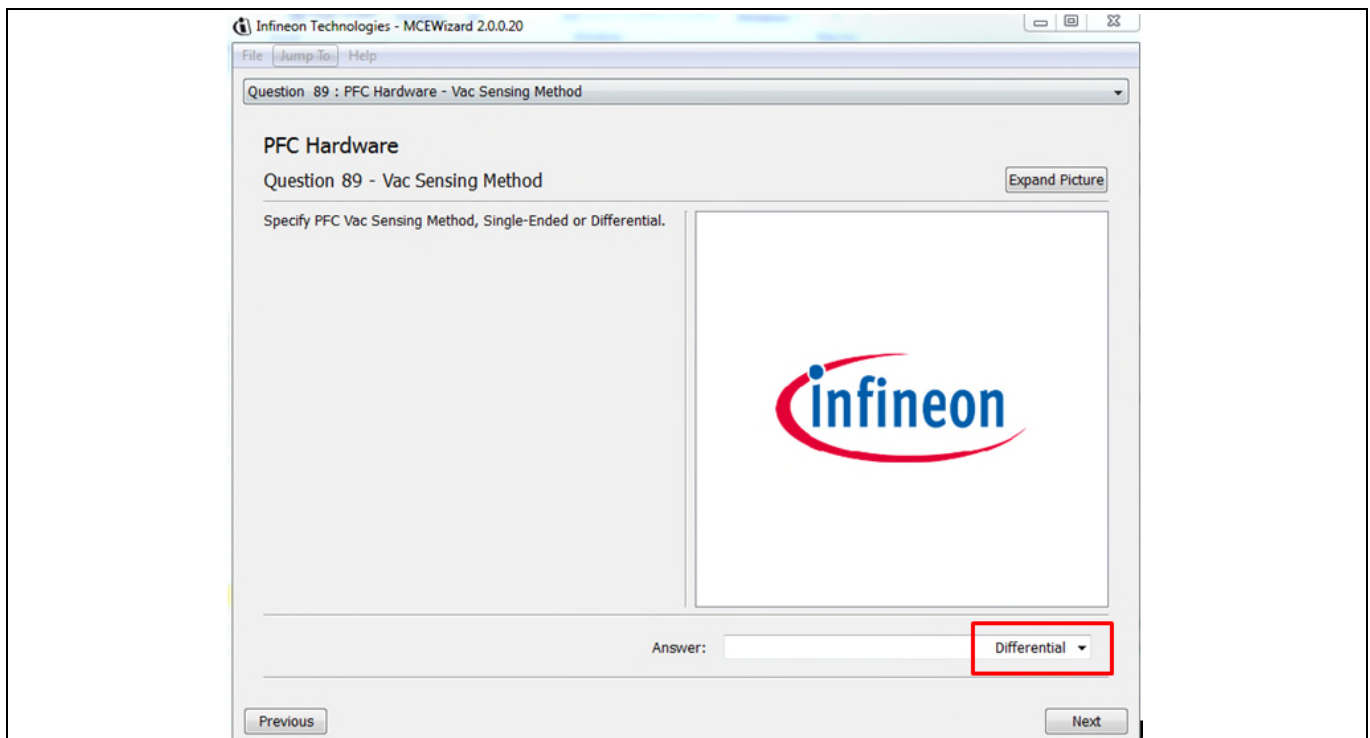 Infineon Technologies - MCEWizard 2.0.0.20
File Jump To Help
Question 89 : PFC Hardware - Vac Sensing Method
PFC Hardware
Question 89 - Vac Sensing Method
Expand Picture
Specify PFC Vac Sensing Method, Single-Ended or Differential.
infineon
Answer:
Differential
Previous
Next